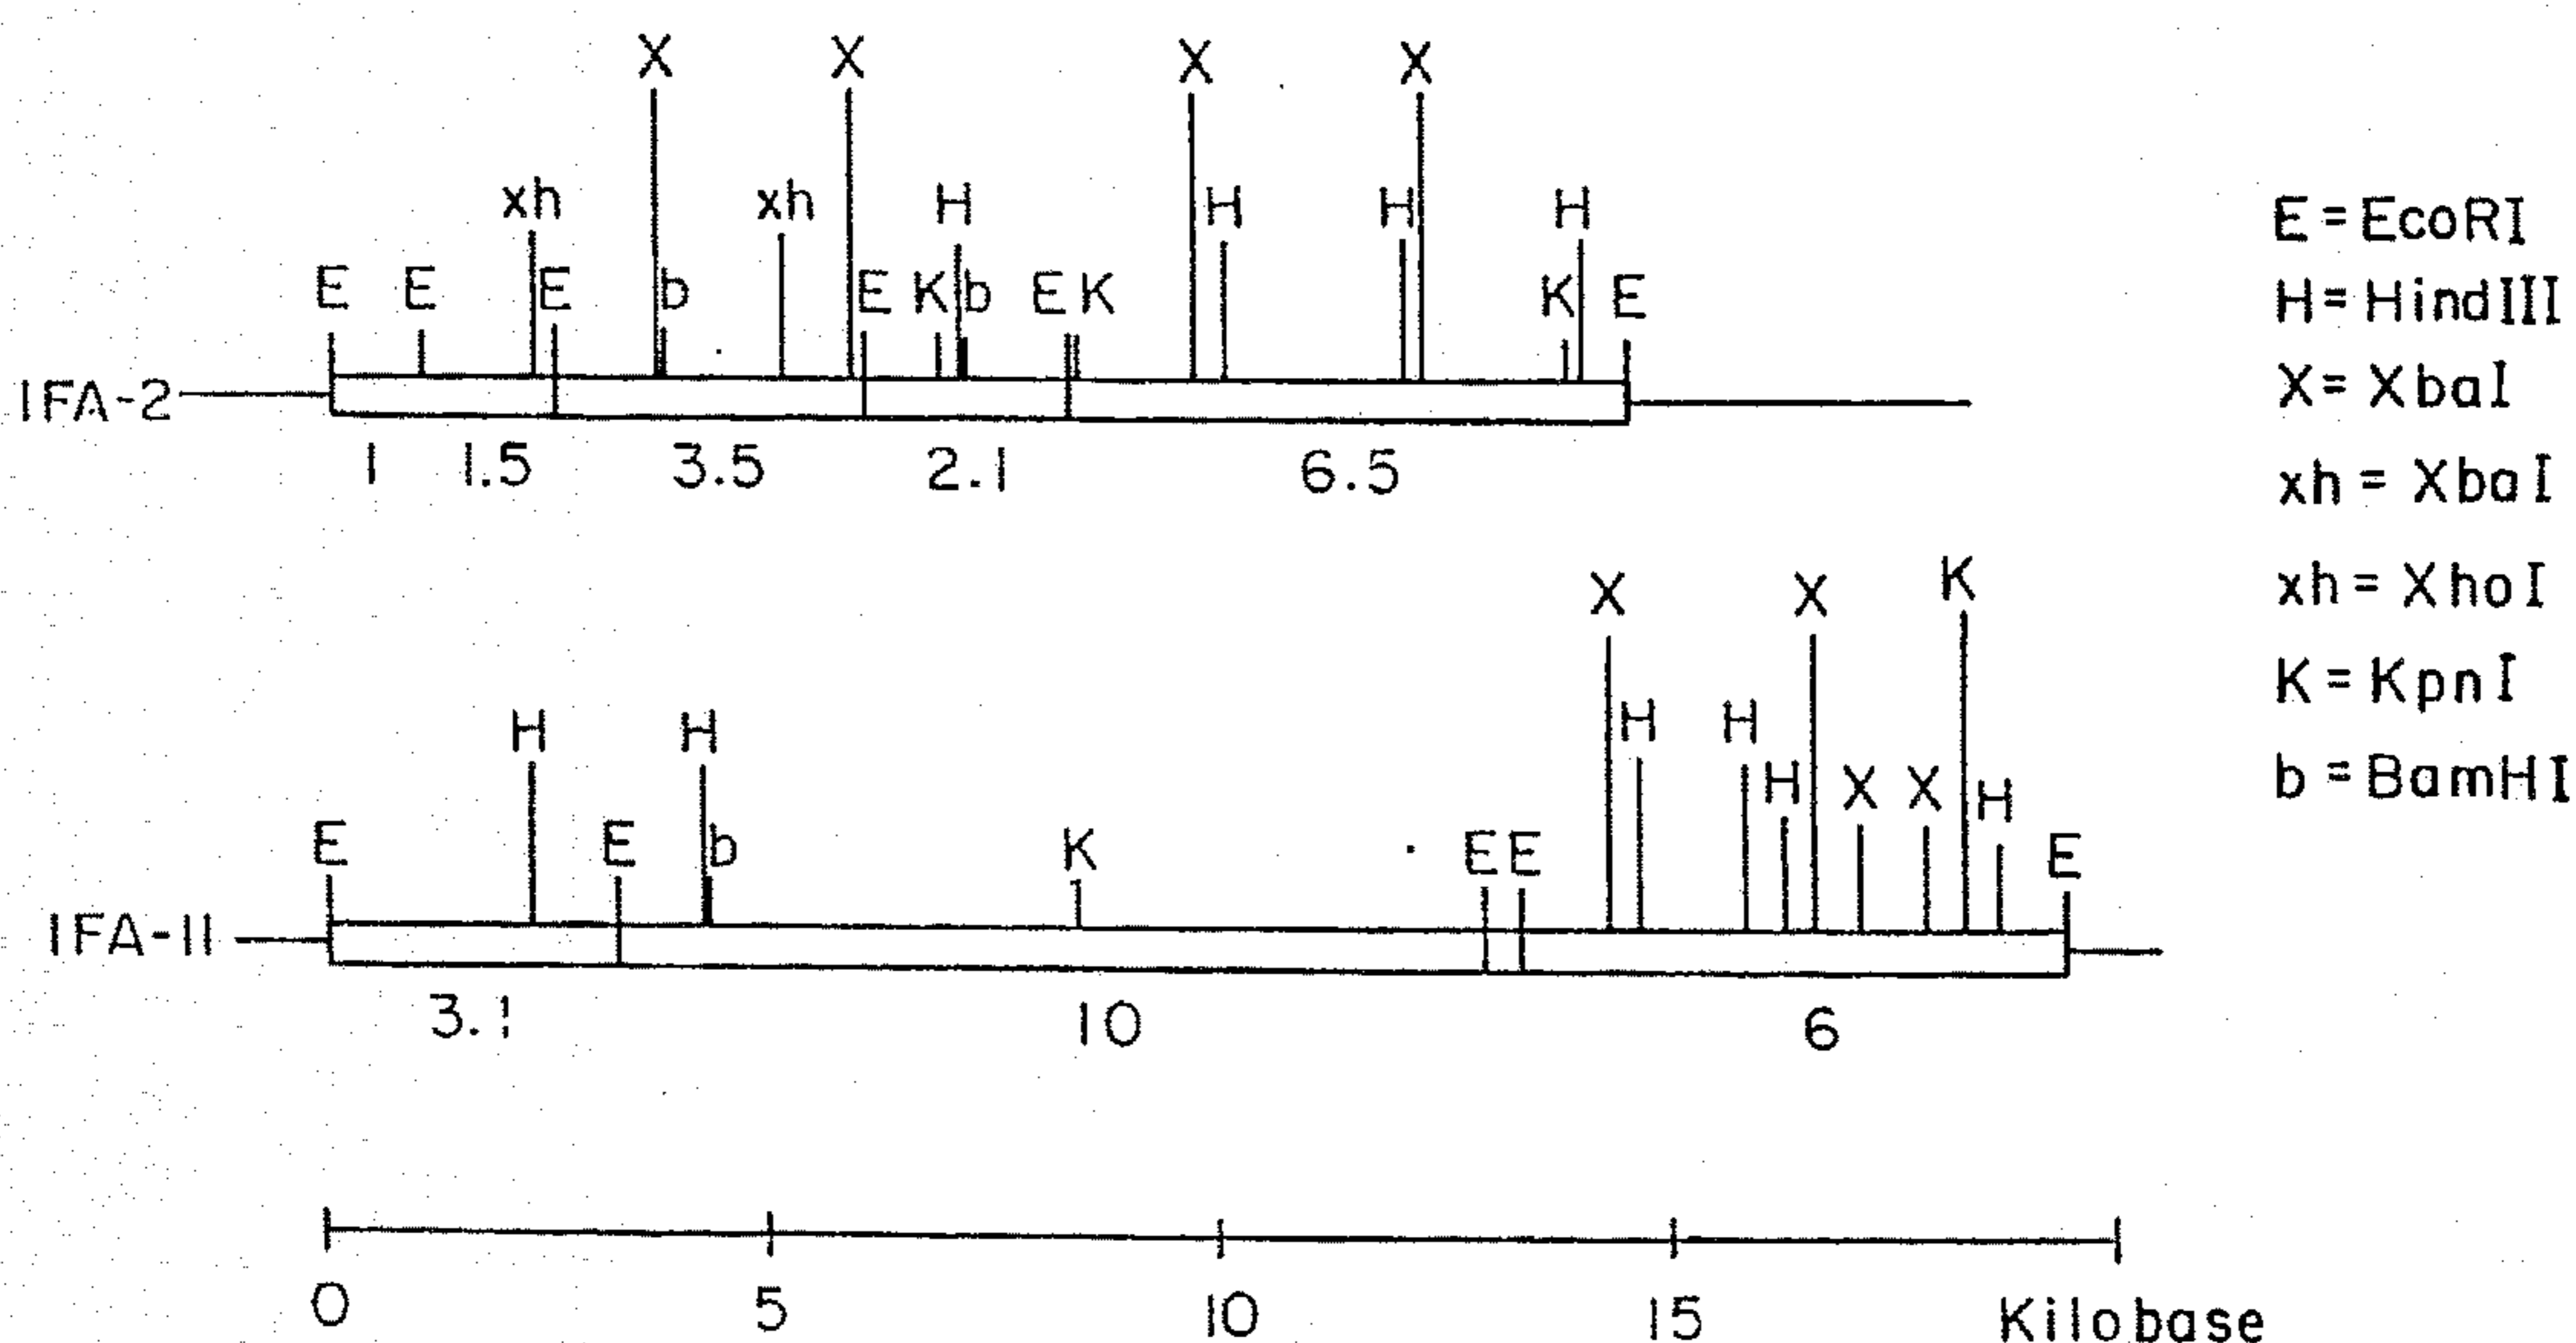 X X X X
xh xh H H H H
E E E b E K b E K K E
IFA-2
1 1.5 3.5 2.1 6.5
E = EcoRI
H = HindIII
X = XbaI
xh = XbaI
xh = XhoI
K = KpnI
b = BamHI
X X K
H H H H
H X X H
E E b K E E E
IFA-11
3.1 10 6
0 5 10 15 Kilobase